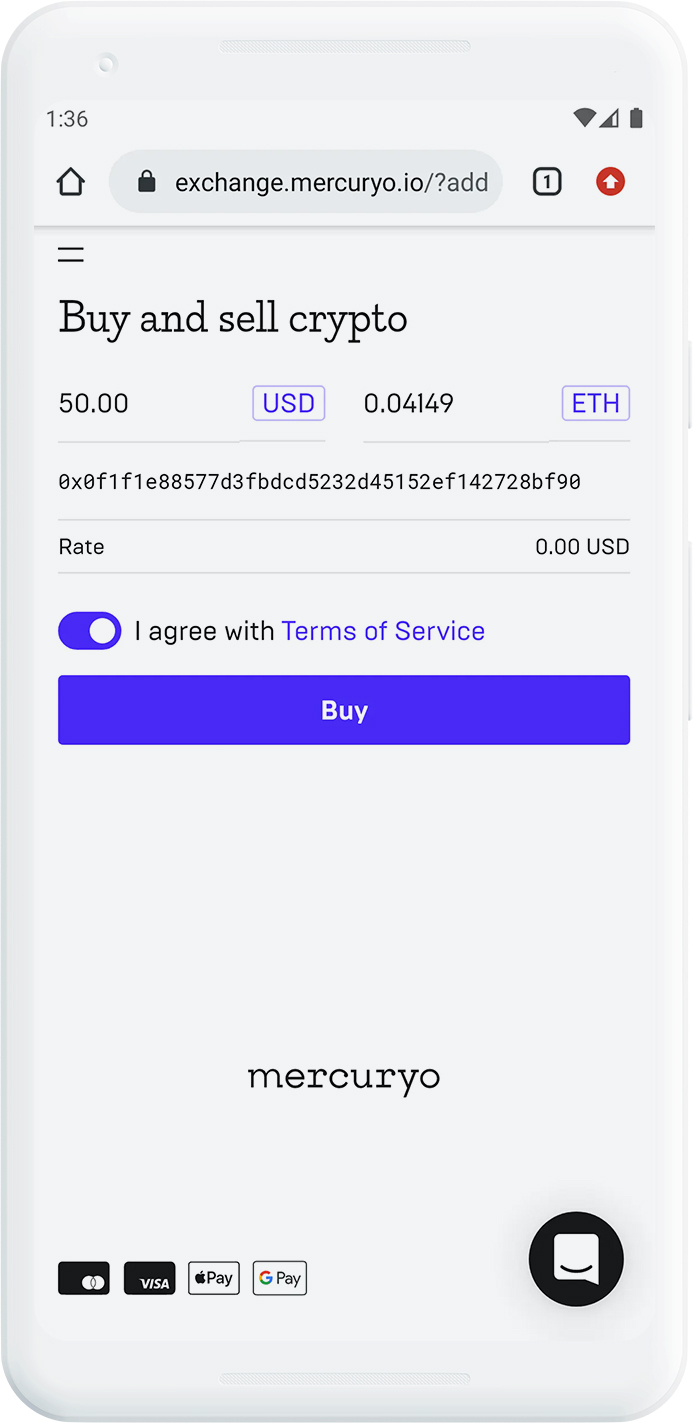 1:36
exchange.mercuryo.io/?add
1
Buy and sell crypto
50.00 USD 0.04149 ETH
0x0f1f1e88577d3fbdcd5232d45152ef142728bf90
Rate 0.00 USD
I agree with Terms of Service
Buy
mercuryo
VISA Pay G Pay